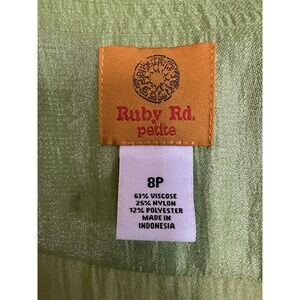 Ruby Rd.
petite
8P
63% VISCOSE
25% NYLON
12% POLYESTER
MADE IN
INDONESIA